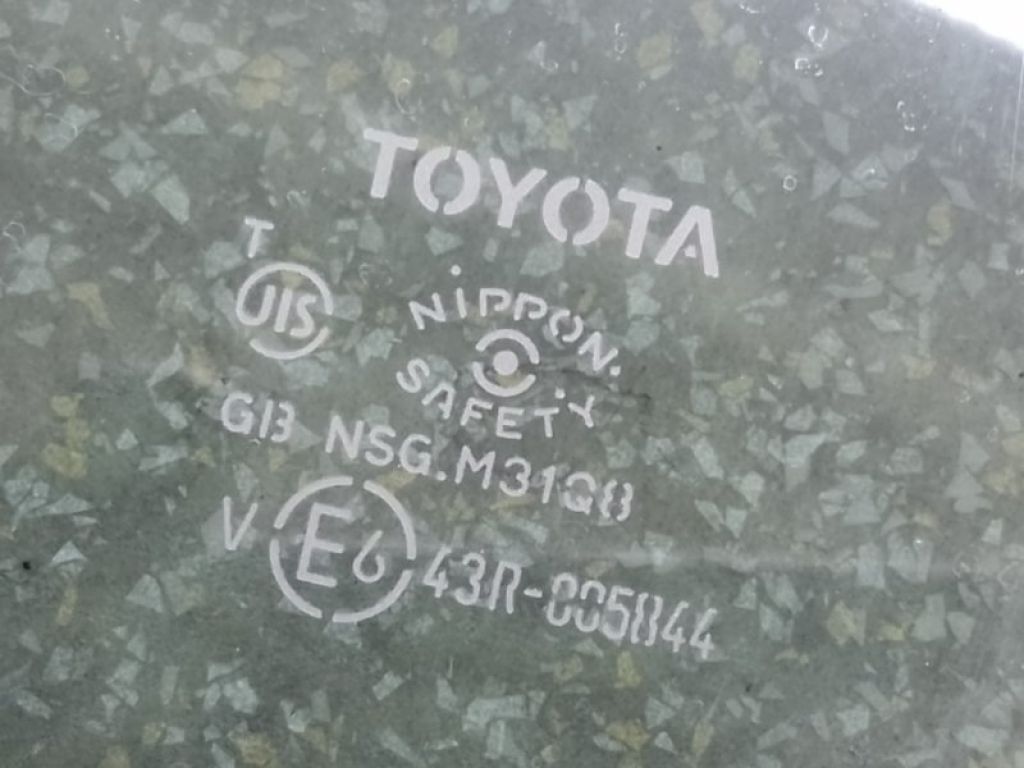 TOYOTA
T
JIS
NIPPON.
SAFETY
GB NSG.M31Q8
V E6 43R-005844